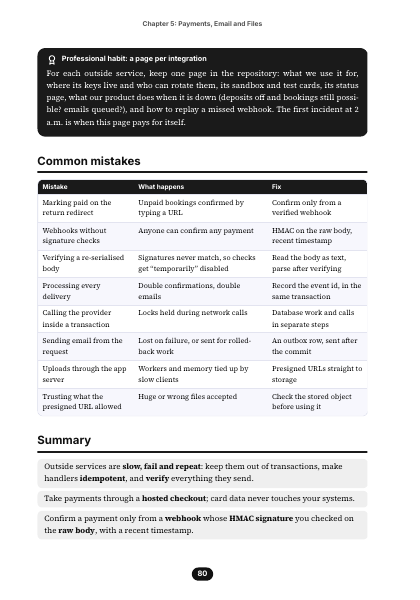 Chapter 5: Payments, Email and Files
Professional habit: a page per integration
For each outside service, keep one page in the repository: what we use it for,
where its keys live and who can rotate them, its sandbox and test cards, its status
page, what our product does when it is down (deposits off and bookings still possi-
ble? emails queued?), and how to replay a missed webhook. The first incident at 2
a.m. is when this page pays for itself.
Common mistakes
Mistake What happens Fix
Marking paid on the Unpaid bookings confirmed by Confirm only from a
return redirect typing a URL verified webhook
Webhooks without Anyone can confirm any payment HMAC on the raw body,
signature checks recent timestamp
Verifying a re-serialised Signatures never match, so checks Read the body as text,
body get “temporarily” disabled parse after verifying
Processing every Double confirmations, double Record the event id, in the
delivery emails same transaction
Calling the provider Locks held during network calls Database work and calls
inside a transaction in separate steps
Sending email from the Lost on failure, or sent for rolled- An outbox row, sent after
request back work the commit
Uploads through the app Workers and memory tied up by Presigned URLs straight to
server slow clients storage
Trusting what the Huge or wrong files accepted Check the stored object
presigned URL allowed before using it
Summary
Outside services are slow, fail and repeat: keep them out of transactions, make
handlers idempotent, and verify everything they send.
Take payments through a hosted checkout; card data never touches your systems.
Confirm a payment only from a webhook whose HMAC signature you checked on
the raw body, with a recent timestamp.
80